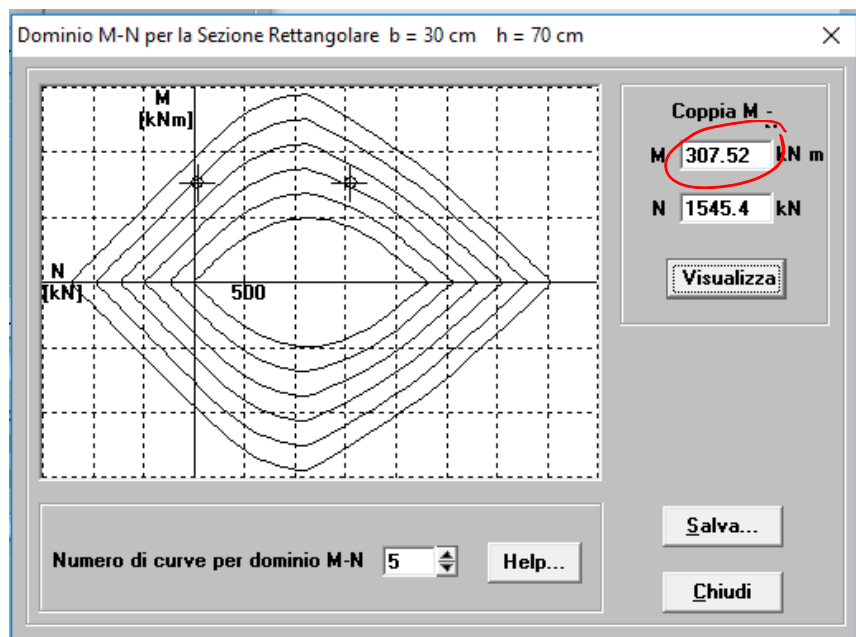 Dominio M-N per la Sezione Rettangolare b = 30 cm h = 70 cm
M
[kNm]
N
[kN]
500
Coppia M -
M 307.52 kN m
N 1545.4 kN
Visualizza
Numero di curve per dominio M-N 5 Help...
Salva...
Chiudi